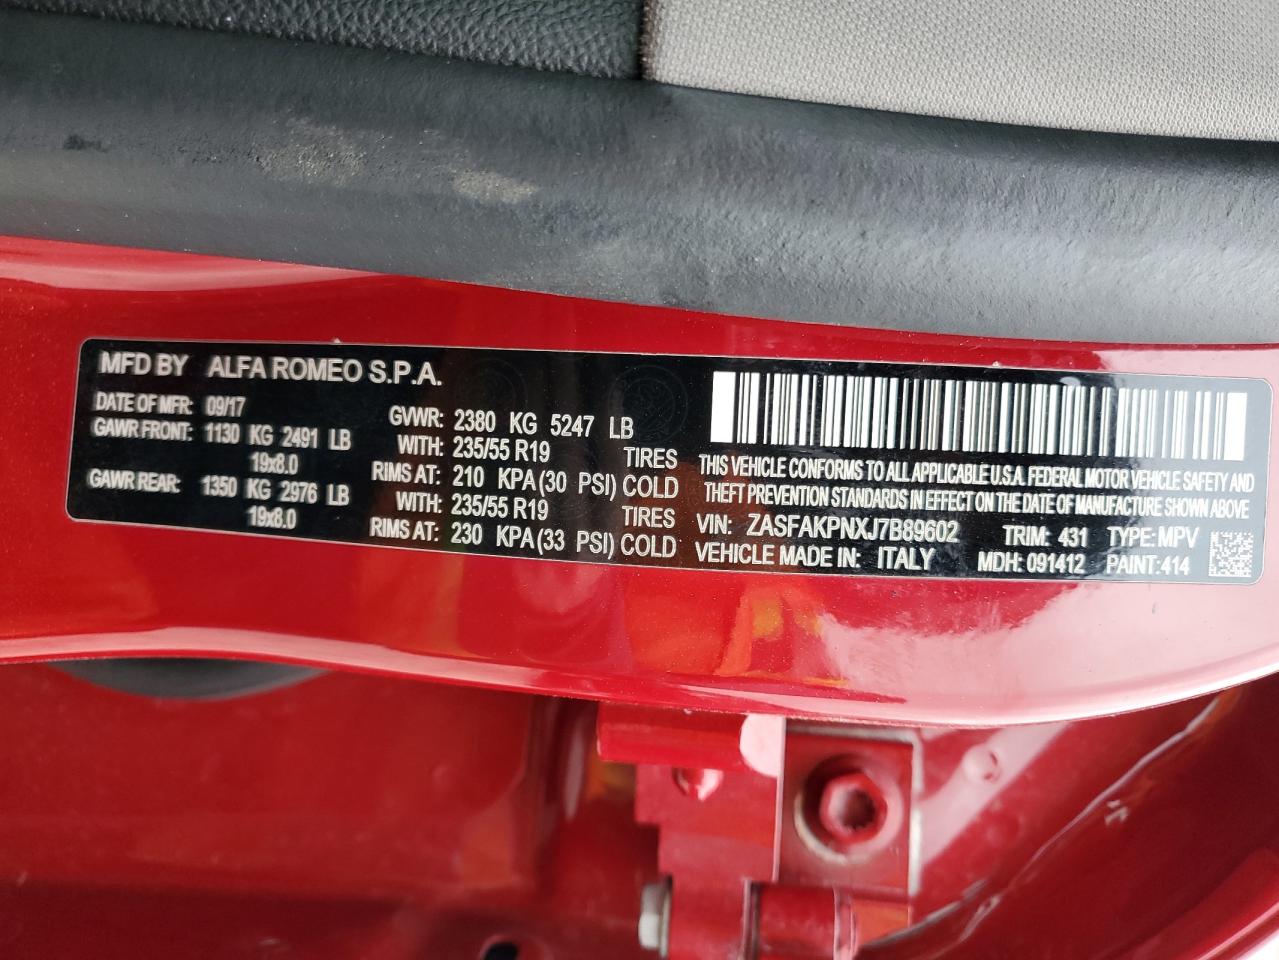 MFD BY ALFA ROMEO S.P.A.
DATE OF MFR: 09/17
GVWR: 2380 KG 5247 LB
GAWR FRONT: 1130 KG 2491 LB
WITH: 235/55 R19 TIRES
19x8.0
RIMS AT: 210 KPA(30 PSI) COLD
GAWR REAR: 1350 KG 2976 LB
WITH: 235/55 R19 TIRES
19x8.0
RIMS AT: 230 KPA(33 PSI) COLD
THIS VEHICLE CONFORMS TO ALL APPLICABLE U.S.A. FEDERAL MOTOR VEHICLE SAFETY AND
THEFT PREVENTION STANDARDS IN EFFECT ON THE DATE OF MANUFACTURE SHOWN ABOVE.
VIN: ZASFAKPNXJ7B89602 TRIM: 431 TYPE: MPV
VEHICLE MADE IN: ITALY MDH: 091412 PAINT:414